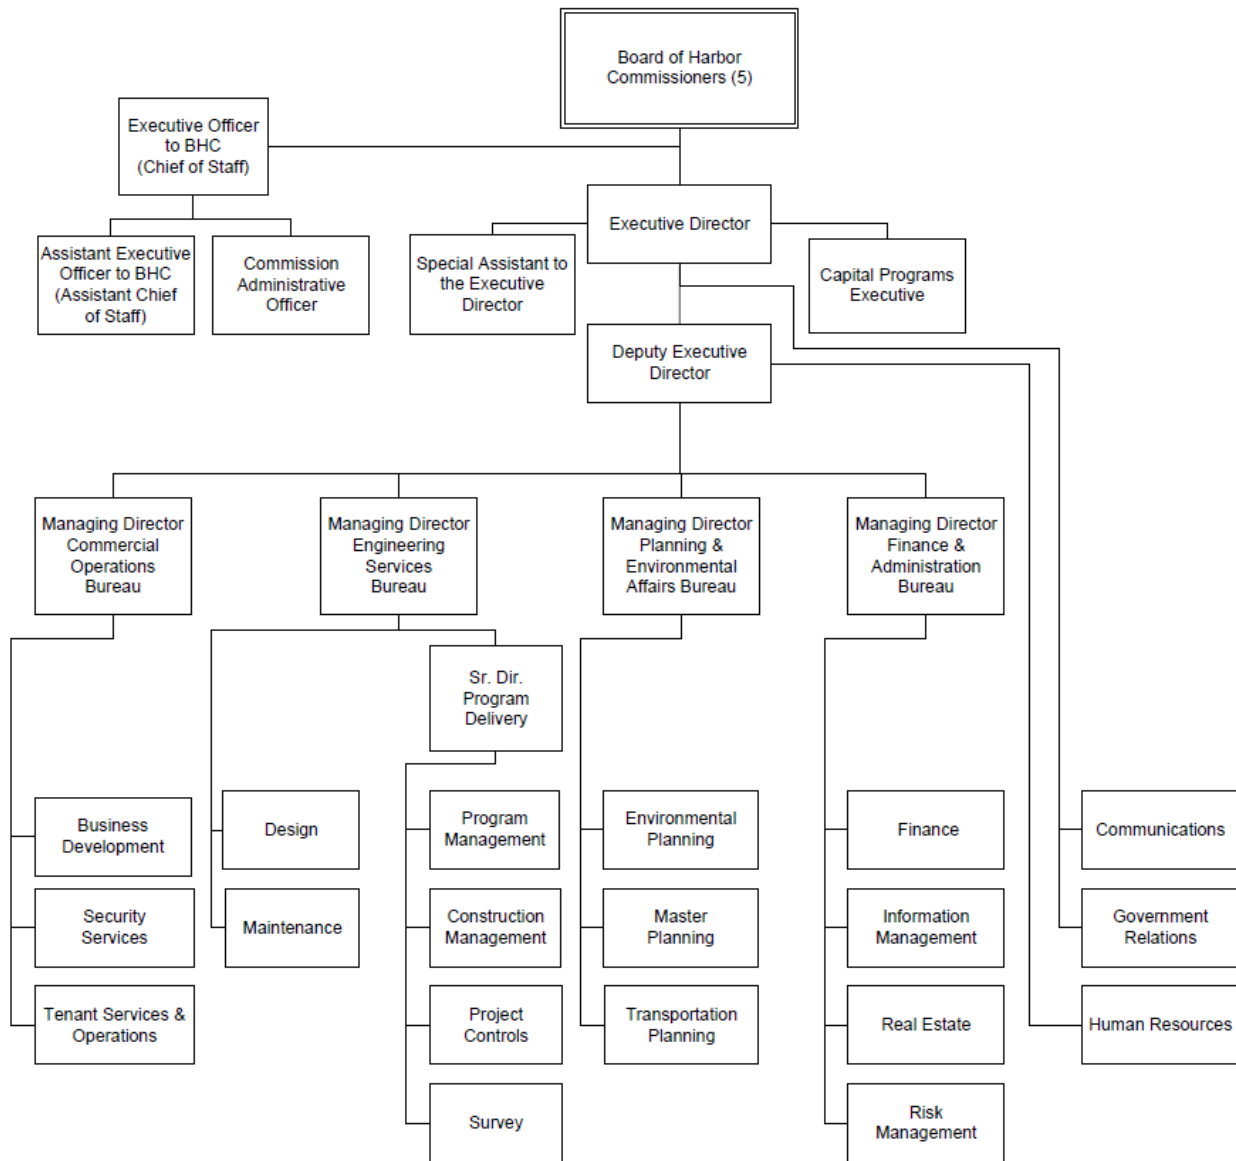 Board of Harbor
Commissioners (5)
Executive Officer
to BHC
(Chief of Staff)
Executive Director
Assistant Executive
Officer to BHC
(Assistant Chief
of Staff)
Commission
Administrative
Officer
Special Assistant to
the Executive
Director
Capital Programs
Executive
Deputy Executive
Director
Managing Director
Commercial
Operations
Bureau
Managing Director
Engineering
Services
Bureau
Managing Director
Planning &
Environmental
Affairs Bureau
Managing Director
Finance &
Administration
Bureau
Sr. Dir.
Program
Delivery
Business
Development
Design
Program
Management
Environmental
Planning
Finance
Communications
Security
Services
Maintenance
Construction
Management
Master
Planning
Information
Management
Government
Relations
Tenant Services &
Operations
Project
Controls
Transportation
Planning
Real Estate
Human Resources
Survey
Risk
Management